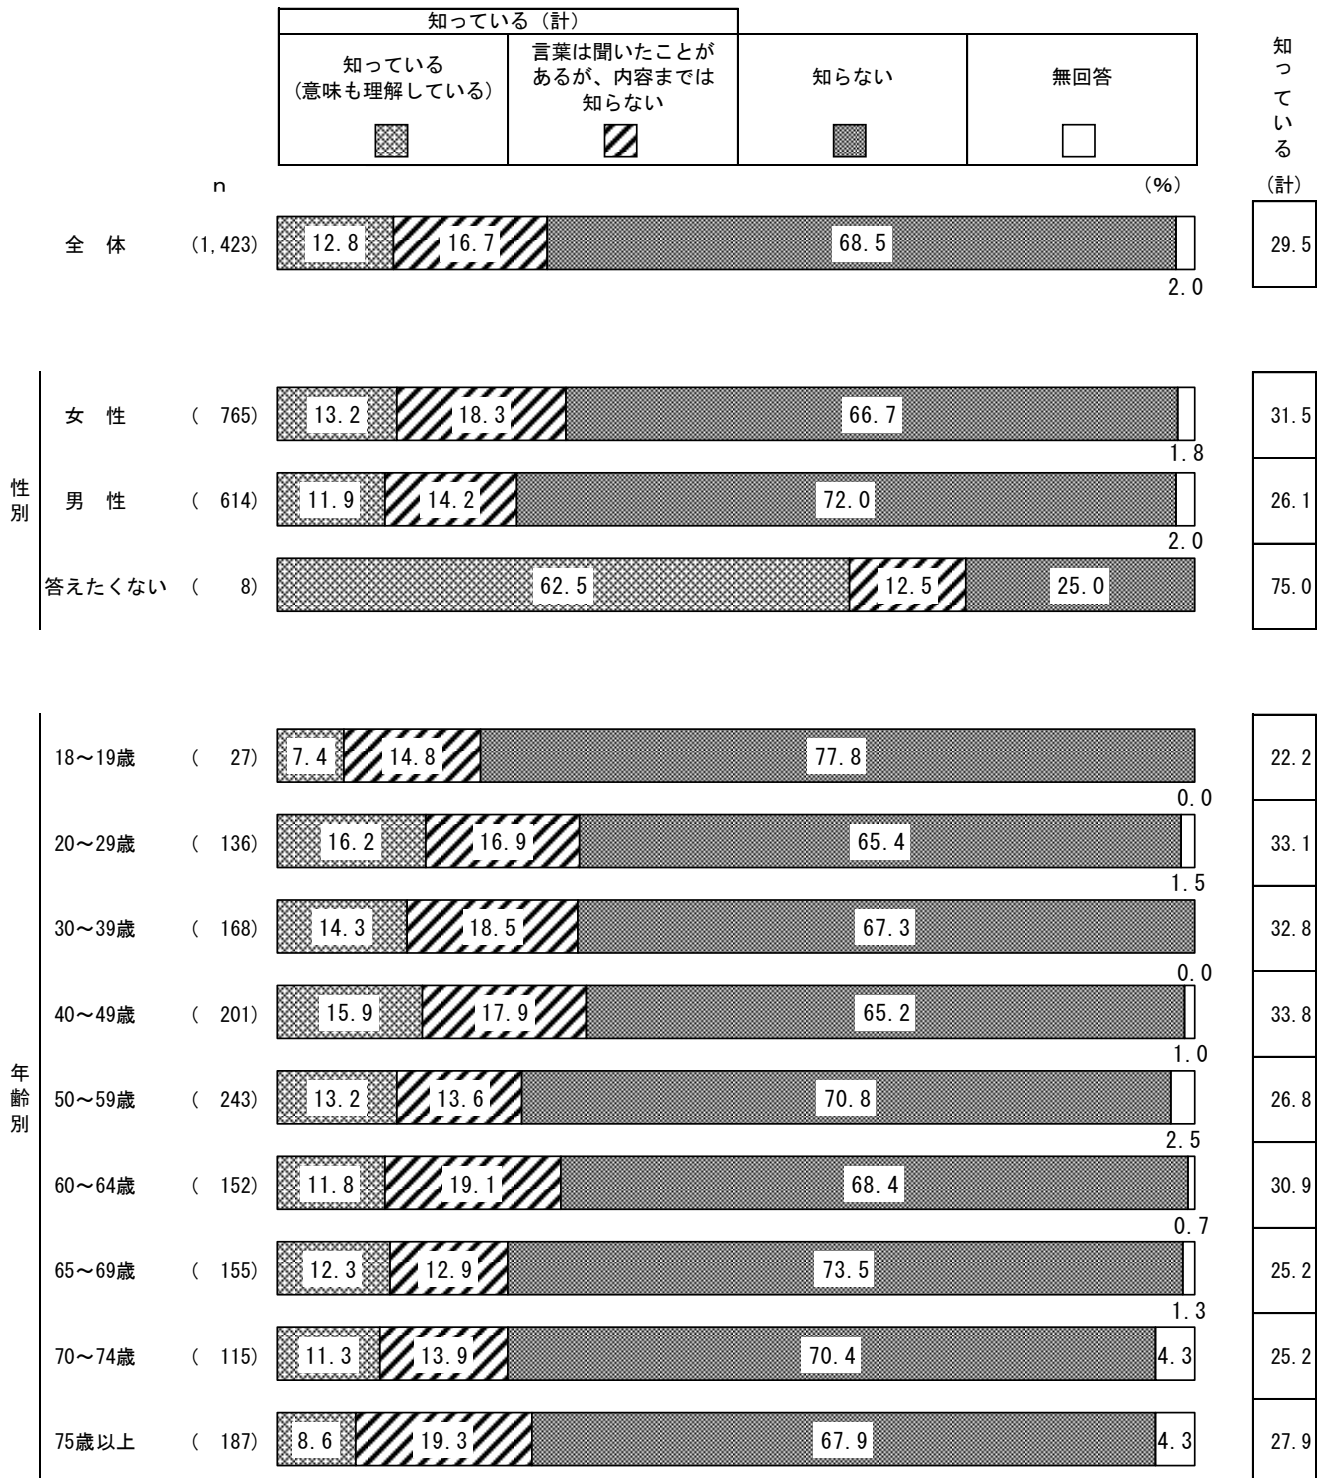 知っている（計）
知っている
(意味も理解している)
言葉は聞いたことが
あるが、内容までは
知らない
知らない
無回答
知っている
（計）
n
（％）
全　体 (1,423) 12.8 16.7 68.5 2.0 29.5
性別
女　性 ( 765) 13.2 18.3 66.7 1.8 31.5
男　性 ( 614) 11.9 14.2 72.0 2.0 26.1
答えたくない ( 8) 62.5 12.5 25.0 75.0
年齢別
18～19歳 ( 27) 7.4 14.8 77.8 0.0 22.2
20～29歳 ( 136) 16.2 16.9 65.4 1.5 33.1
30～39歳 ( 168) 14.3 18.5 67.3 0.0 32.8
40～49歳 ( 201) 15.9 17.9 65.2 1.0 33.8
50～59歳 ( 243) 13.2 13.6 70.8 2.5 26.8
60～64歳 ( 152) 11.8 19.1 68.4 0.7 30.9
65～69歳 ( 155) 12.3 12.9 73.5 1.3 25.2
70～74歳 ( 115) 11.3 13.9 70.4 4.3 25.2
75歳以上 ( 187) 8.6 19.3 67.9 4.3 27.9